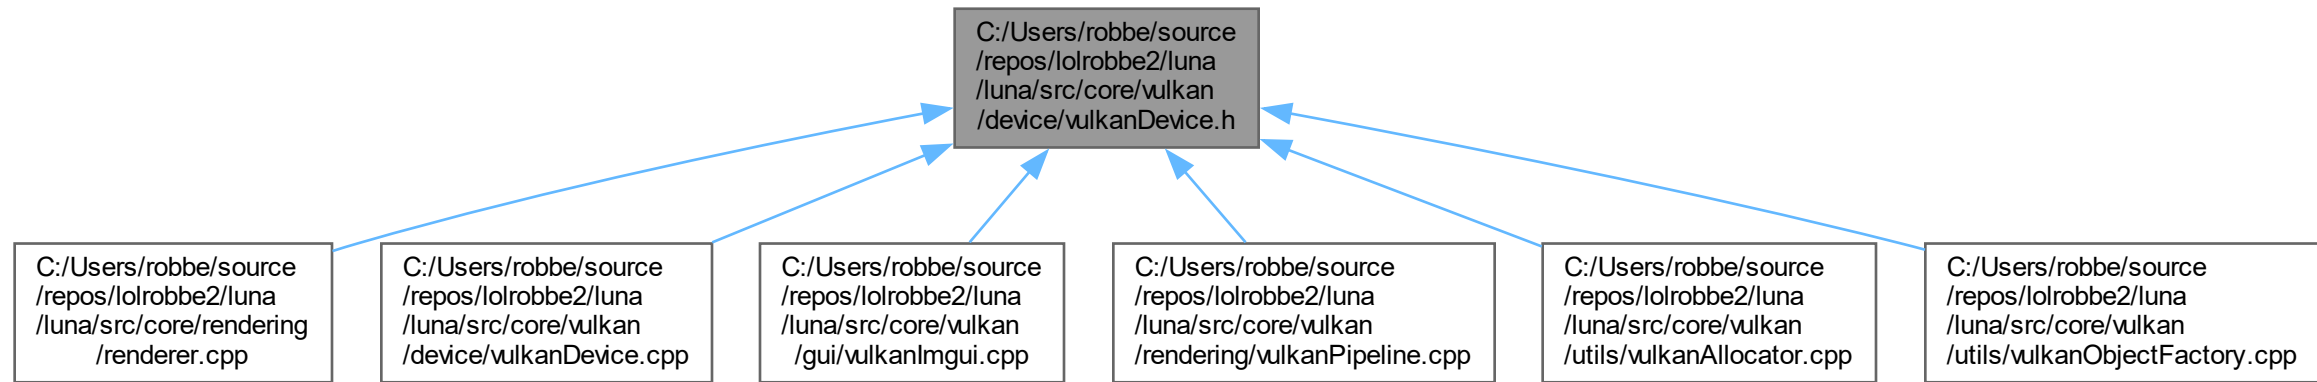 C:/Users/robbe/source
/repos/lolrobbe2/luna
/luna/src/core/vulkan
/device/vulkanDevice.h
C:/Users/robbe/source
/repos/lolrobbe2/luna
/luna/src/core/rendering
/renderer.cpp
C:/Users/robbe/source
/repos/lolrobbe2/luna
/luna/src/core/vulkan
/device/vulkanDevice.cpp
C:/Users/robbe/source
/repos/lolrobbe2/luna
/luna/src/core/vulkan
/gui/vulkanImgui.cpp
C:/Users/robbe/source
/repos/lolrobbe2/luna
/luna/src/core/vulkan
/rendering/vulkanPipeline.cpp
C:/Users/robbe/source
/repos/lolrobbe2/luna
/luna/src/core/vulkan
/utils/vulkanAllocator.cpp
C:/Users/robbe/source
/repos/lolrobbe2/luna
/luna/src/core/vulkan
/utils/vulkanObjectFactory.cpp